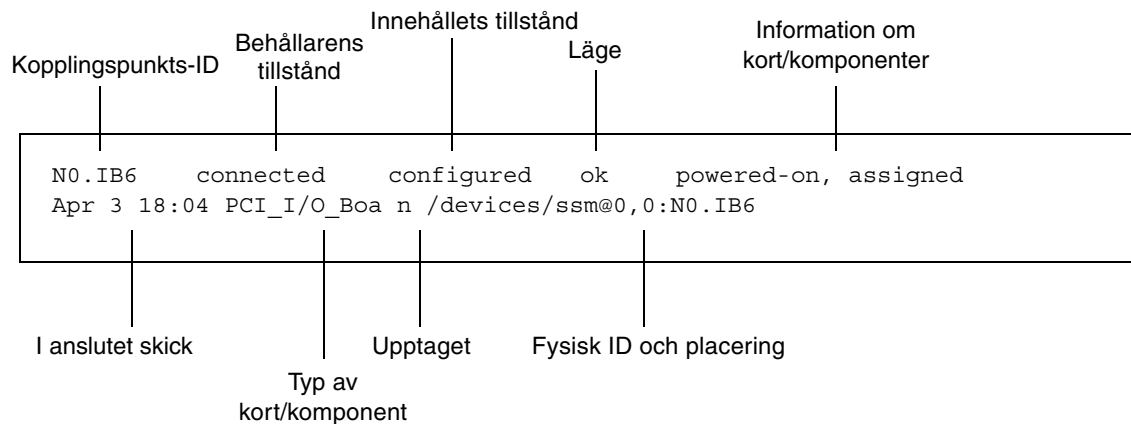 Innehållets tillstånd
Behållarens
tillstånd
Kopplingspunkts-ID
Läge
Information om
kort/komponenter
N0.IB6 connected configured ok powered-on, assigned
Apr 3 18:04 PCI_I/O_Boa n /devices/ssm@0,0:N0.IB6
I anslutet skick
Upptaget
Fysisk ID och placering
Typ av
kort/komponent